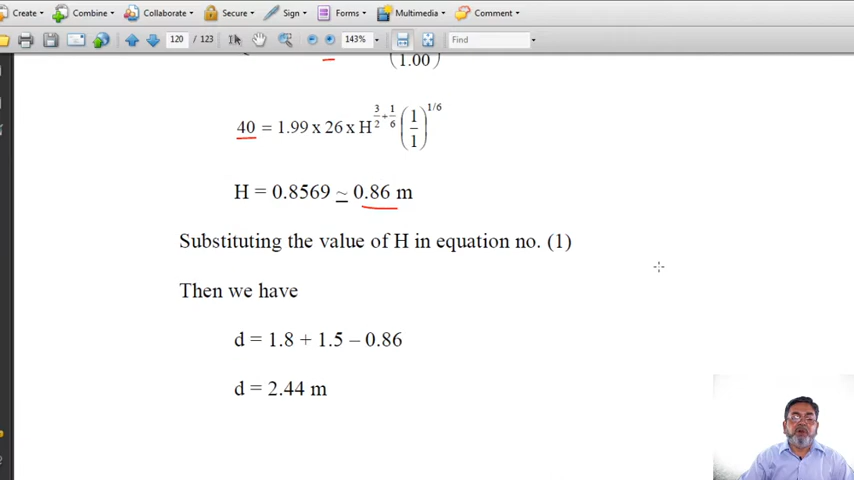 Create Combine Collaborate Secure Sign Forms Multimedia Comment
120 / 123 143% Find
(1.00)
40 = 1.99 x 26 x H^(3/2 + 1/6) (1/1)^1/6
H = 0.8569 ~ 0.86 m
Substituting the value of H in equation no. (1)
Then we have
d = 1.8 + 1.5 – 0.86
d = 2.44 m